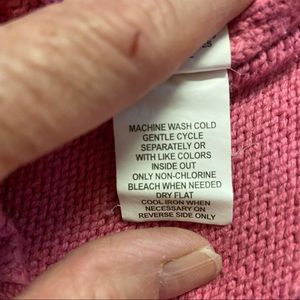 MACHINE WASH COLD
GENTLE CYCLE
SEPARATELY OR
WITH LIKE COLORS
INSIDE OUT
ONLY NON-CHLORINE
BLEACH WHEN NEEDED
DRY FLAT
COOL IRON WHEN
NECESSARY ON
REVERSE SIDE ONLY